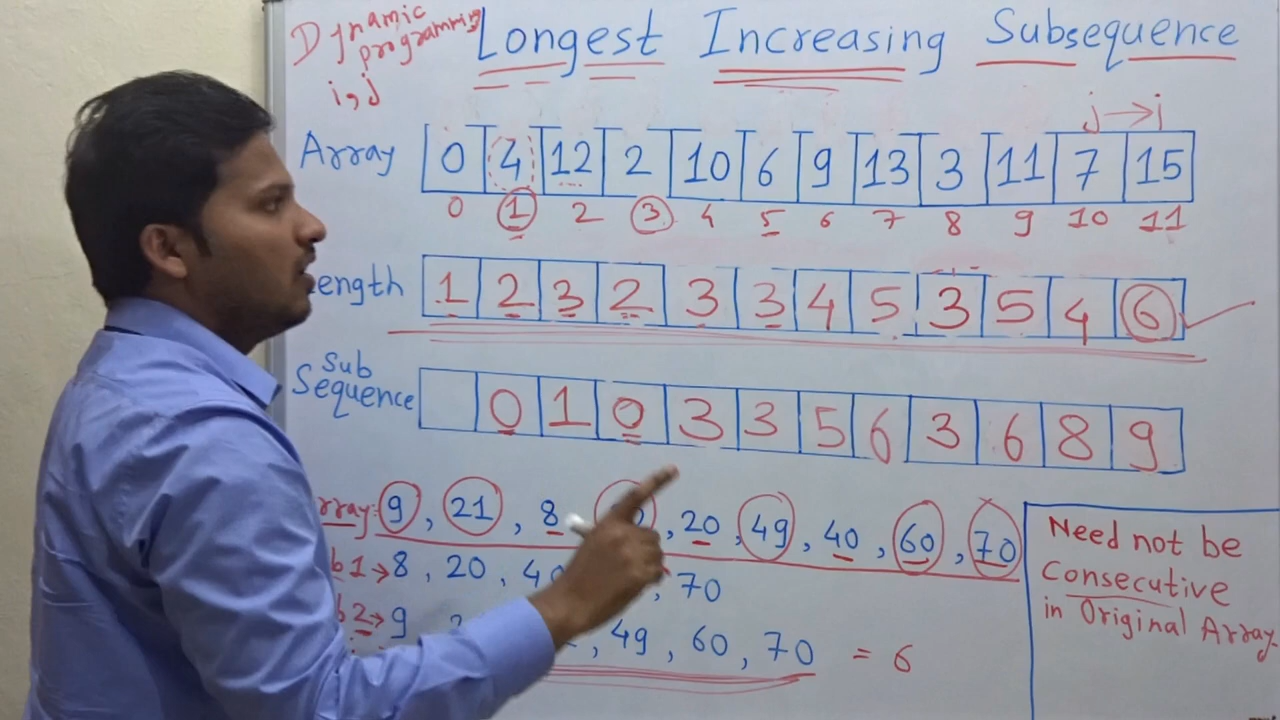 Dynamic programming
Longest Increasing Subsequence
i,j
j→i
Array 0 4 12 2 10 6 9 13 3 11 7 15
0 1 2 3 4 5 6 7 8 9 10 11
1 2 3 2 3 3 4 5 3 5 4 6
Sub
Sequence 0 1 0 3 3 5 6 3 6 8 9
9, 21, 8, 20, 49, 40, 60, 70
8, 20, 70
9, 49, 60, 70 = 6
Need not be
Consecutive
in Original Array